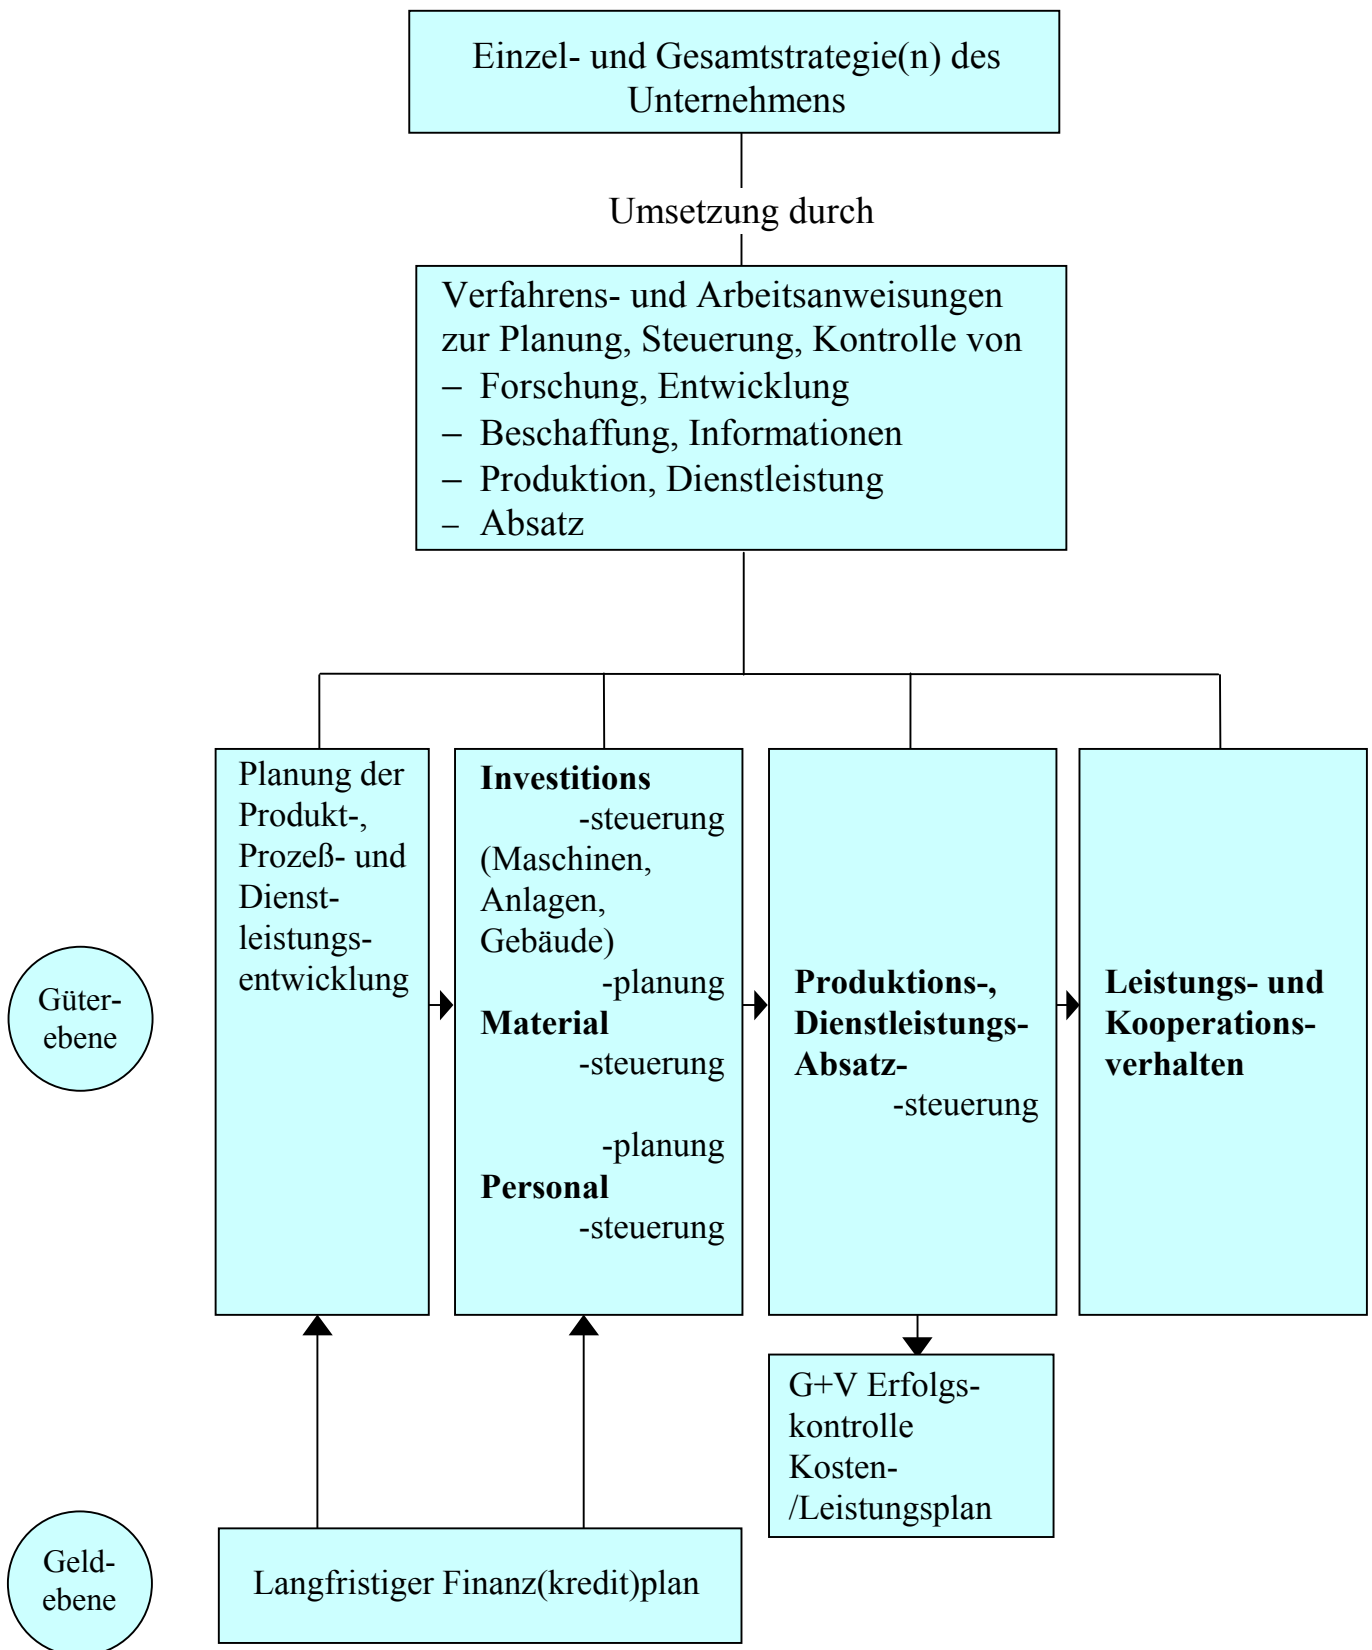 Einzel- und Gesamtstrategie(n) des
Unternehmens
Umsetzung durch
Verfahrens- und Arbeitsanweisungen
zur Planung, Steuerung, Kontrolle von
– Forschung, Entwicklung
– Beschaffung, Informationen
– Produktion, Dienstleistung
– Absatz
Planung der
Produkt-,
Prozeß- und
Dienst-
leistungs-
entwicklung
Investitions
-steuerung
(Maschinen,
Anlagen,
Gebäude)
-planung
Material
-steuerung
-planung
Personal
-steuerung
Produktions-,
Dienstleistungs-
Absatz-
-steuerung
Leistungs- und
Kooperations-
verhalten
Güter-
ebene
G+V Erfolgs-
kontrolle
Kosten-
/Leistungsplan
Geld-
ebene
Langfristiger Finanz(kredit)plan